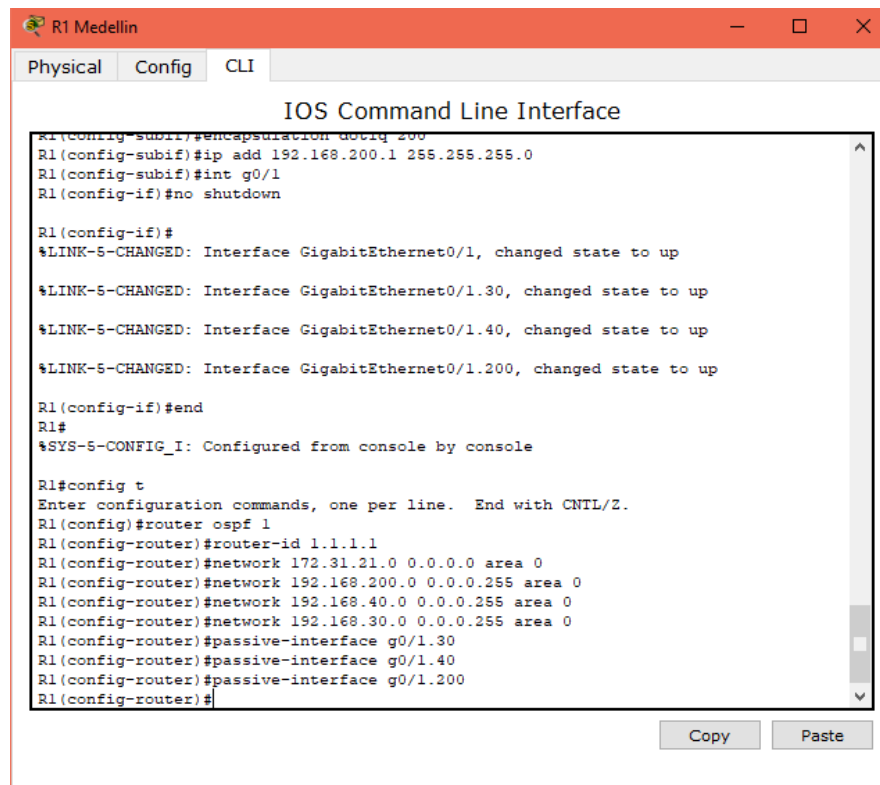 R1 Medellin
Physical Config CLI
IOS Command Line Interface
R1(config-subif)#encapsulation dot1q 200
R1(config-subif)#ip add 192.168.200.1 255.255.255.0
R1(config-subif)#int g0/1
R1(config-if)#no shutdown
R1(config-if)#
%LINK-5-CHANGED: Interface GigabitEthernet0/1, changed state to up
%LINK-5-CHANGED: Interface GigabitEthernet0/1.30, changed state to up
%LINK-5-CHANGED: Interface GigabitEthernet0/1.40, changed state to up
%LINK-5-CHANGED: Interface GigabitEthernet0/1.200, changed state to up
R1(config-if)#end
R1#
%SYS-5-CONFIG_I: Configured from console by console
R1#config t
Enter configuration commands, one per line. End with CNTL/Z.
R1(config)#router ospf 1
R1(config-router)#router-id 1.1.1.1
R1(config-router)#network 172.31.21.0 0.0.0.0 area 0
R1(config-router)#network 192.168.200.0 0.0.0.255 area 0
R1(config-router)#network 192.168.40.0 0.0.0.255 area 0
R1(config-router)#network 192.168.30.0 0.0.0.255 area 0
R1(config-router)#passive-interface g0/1.30
R1(config-router)#passive-interface g0/1.40
R1(config-router)#passive-interface g0/1.200
R1(config-router)#
Copy Paste